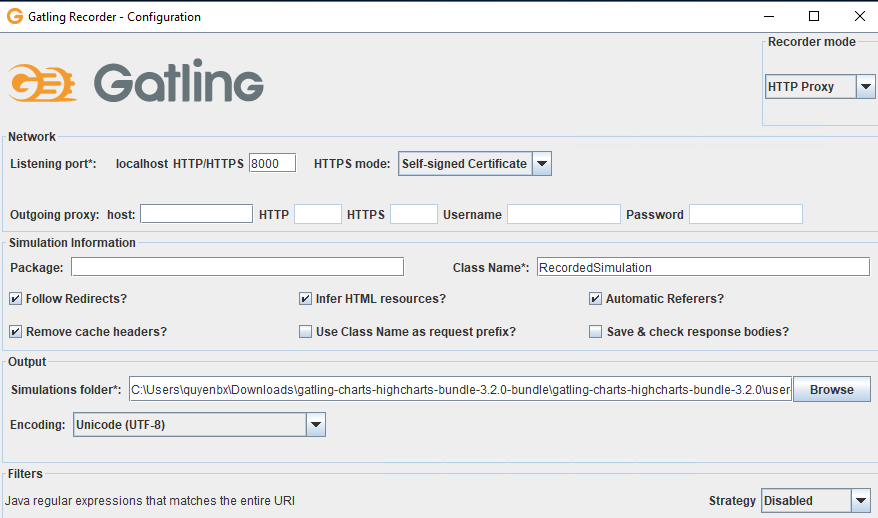 Gatling Recorder - Configuration
Recorder mode
Gatling
HTTP Proxy
Network
Listening port*: localhost HTTP/HTTPS 8000 HTTPS mode: Self-signed Certificate
Outgoing proxy: host: HTTP HTTPS Username Password
Simulation Information
Package: Class Name*: RecordedSimulation
Follow Redirects? Infer HTML resources? Automatic Referers?
Remove cache headers? Use Class Name as request prefix? Save & check response bodies?
Output
Simulations folder*: C:\Users\quyenbx\Downloads\gatling-charts-highcharts-bundle-3.2.0-bundle\gatling-charts-highcharts-bundle-3.2.0\user- Browse
Encoding: Unicode (UTF-8)
Filters
Java regular expressions that matches the entire URI Strategy Disabled